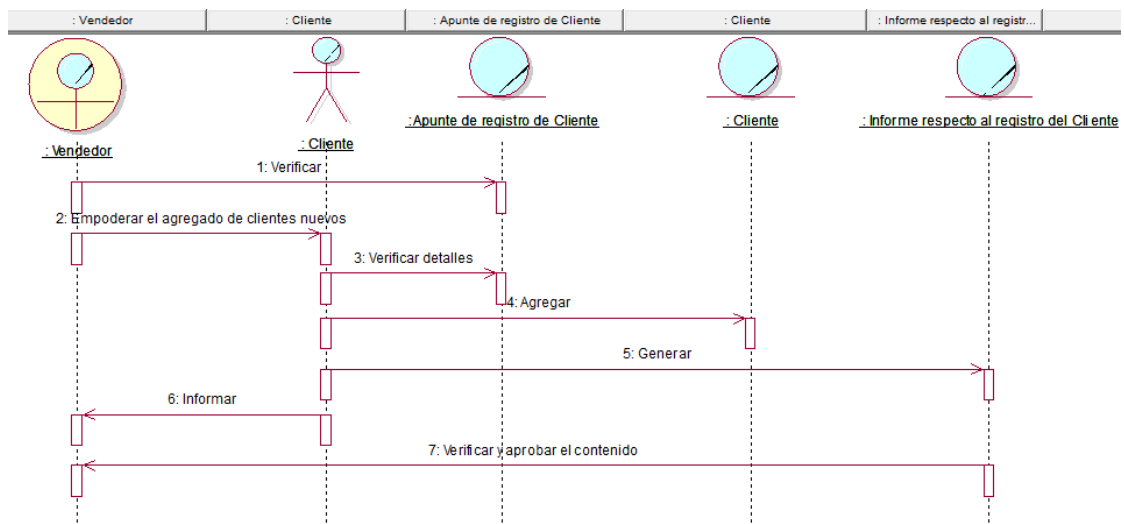 : Vendedor
: Cliente
: Apunte de registro de Cliente
: Cliente
: Informe respecto al registr...
: Vendedor
: Cliente
:Apunte de registro de Cliente
: Cliente
: Informe respecto al registro del Cliente
1: Verificar
2: Empoderar el agregado de clientes nuevos
3: Verificar detalles
4: Agregar
5: Generar
6: Informar
7: Verificar y aprobar el contenido